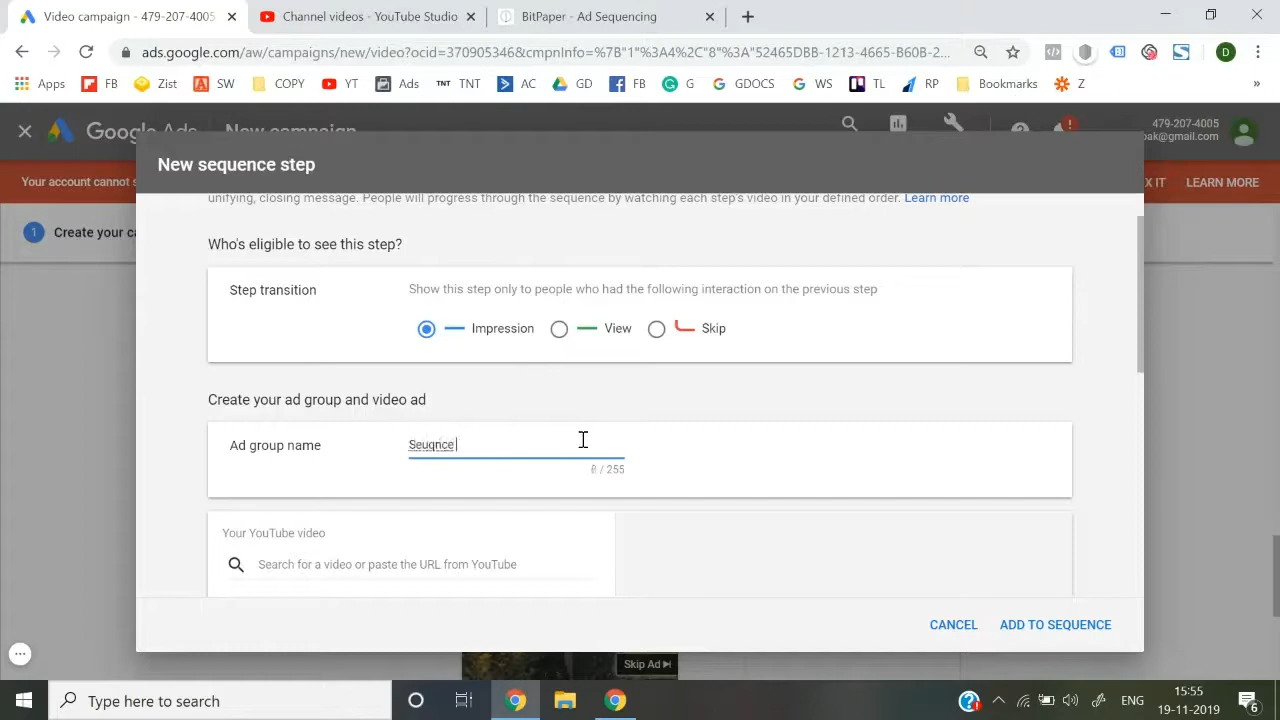 Video campaign - 479-207-4005
Channel videos - YouTube Studio
BitPaper - Ad Sequencing
ads.google.com/aw/campaigns/new/video?ocid=370905346&cmpnInfo=%7B"1"%3A4%2C"8"%3A"52465DBB-1213-4665-B60B-2...
D
Apps FB Zist SW COPY YT Ads TNT TNT AC GD FB G GDOCS WS TL RP Bookmarks Z »
Google Ads New campaign
479-207-4005
oak@gmail.com
New sequence step
Your account cannot s
X IT LEARN MORE
unifying, closing message. People will progress through the sequence by watching each step's video in your defined order. Learn more
1 Create your ca
Who's eligible to see this step?
Step transition
Show this step only to people who had the following interaction on the previous step
Impression View Skip
Create your ad group and video ad
Ad group name
Seuqnce
/ 255
Your YouTube video
Search for a video or paste the URL from YouTube
CANCEL ADD TO SEQUENCE
Skip Ad
Type here to search
ENG
15:55
19-11-2019
6